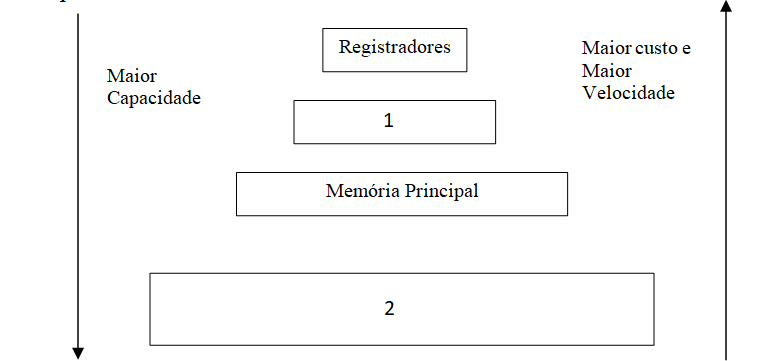 Registradores
Maior
Capacidade
Maior custo e
Maior
Velocidade
1
Memória Principal
2